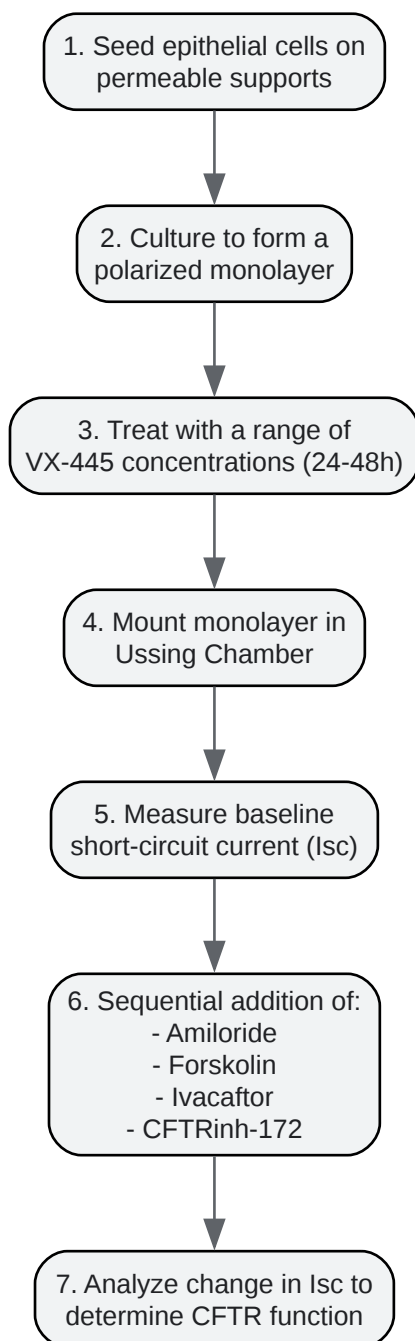 1. Seed epithelial cells on
permeable supports
2. Culture to form a
polarized monolayer
3. Treat with a range of
VX-445 concentrations (24-48h)
4. Mount monolayer in
Ussing Chamber
5. Measure baseline
short-circuit current (Isc)
6. Sequential addition of:
- Amiloride
- Forskolin
- Ivacaftor
- CFTRinh-172
7. Analyze change in Isc to
determine CFTR function